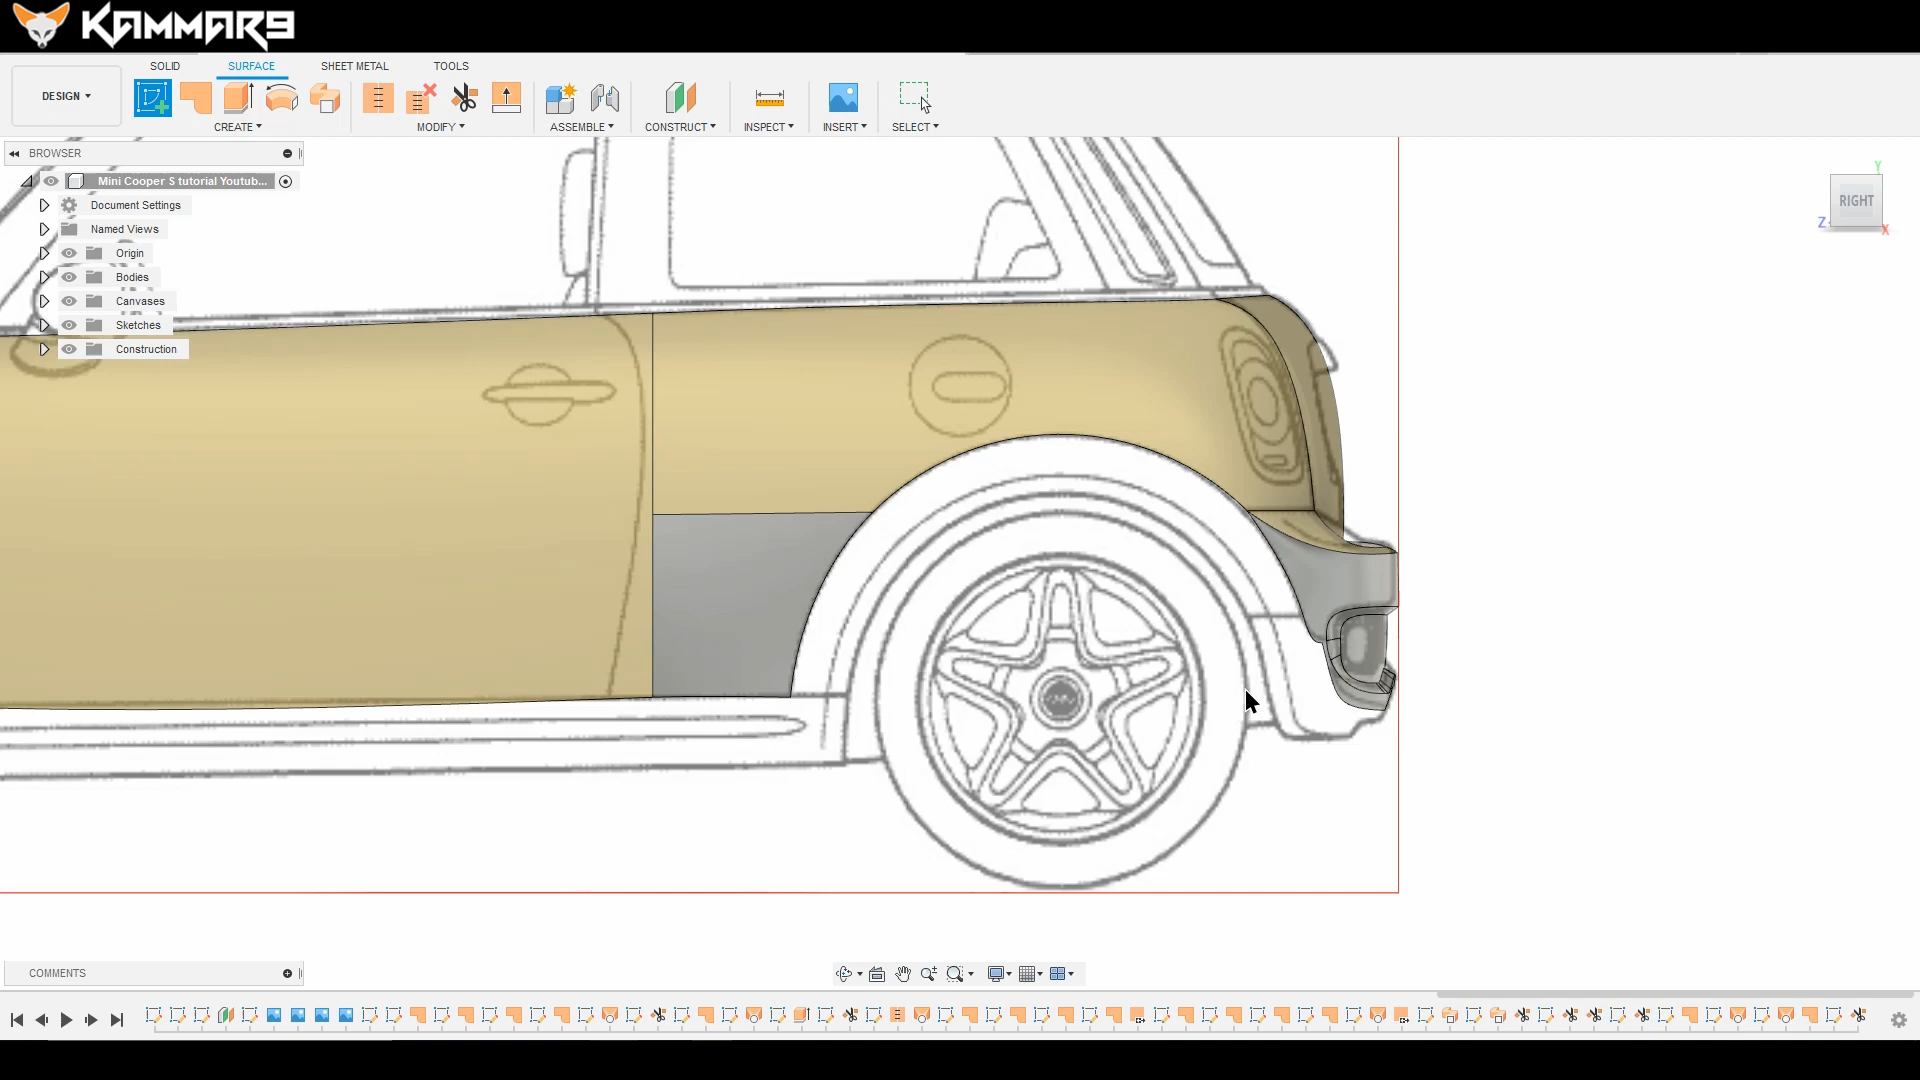 KAMMAR9
SOLID SURFACE SHEET METAL TOOLS
DESIGN
CREATE MODIFY ASSEMBLE CONSTRUCT INSPECT INSERT SELECT
BROWSER
Mini Cooper S tutorial Youtub...
Document Settings
Named Views
Origin
Bodies
Canvases
Sketches
Construction
Y
RIGHT
Z
X
COMMENTS